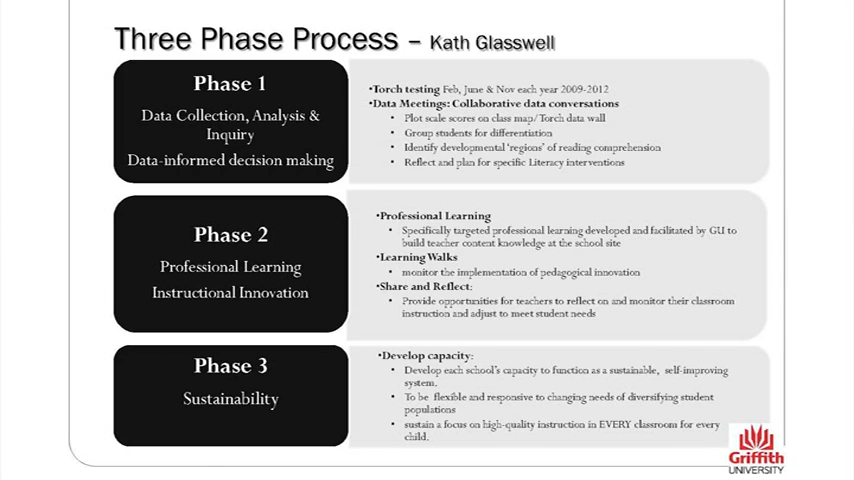 Three Phase Process – Kath Glasswell
Phase 1
Data Collection, Analysis &
Inquiry
Data-informed decision making
•Torch testing Feb, June & Nov each year 2009-2012
•Data Meetings: Collaborative data conversations
• Plot scale scores on class map/Torch data wall
• Group students for differentiation
• Identify developmental ‘regions’ of reading comprehension
• Reflect and plan for specific Literacy interventions
Phase 2
Professional Learning
Instructional Innovation
•Professional Learning
• Specifically targeted professional learning developed and facilitated by GU to
build teacher content knowledge at the school site
•Learning Walks
• monitor the implementation of pedagogical innovation
•Share and Reflect:
• Provide opportunities for teachers to reflect on and monitor their classroom
instruction and adjust to meet student needs
Phase 3
Sustainability
•Develop capacity:
• Develop each school’s capacity to function as a sustainable, self-improving
system.
• To be flexible and responsive to changing needs of diversifying student
populations
• sustain a focus on high-quality instruction in EVERY classroom for every
child.
Griffith
UNIVERSITY